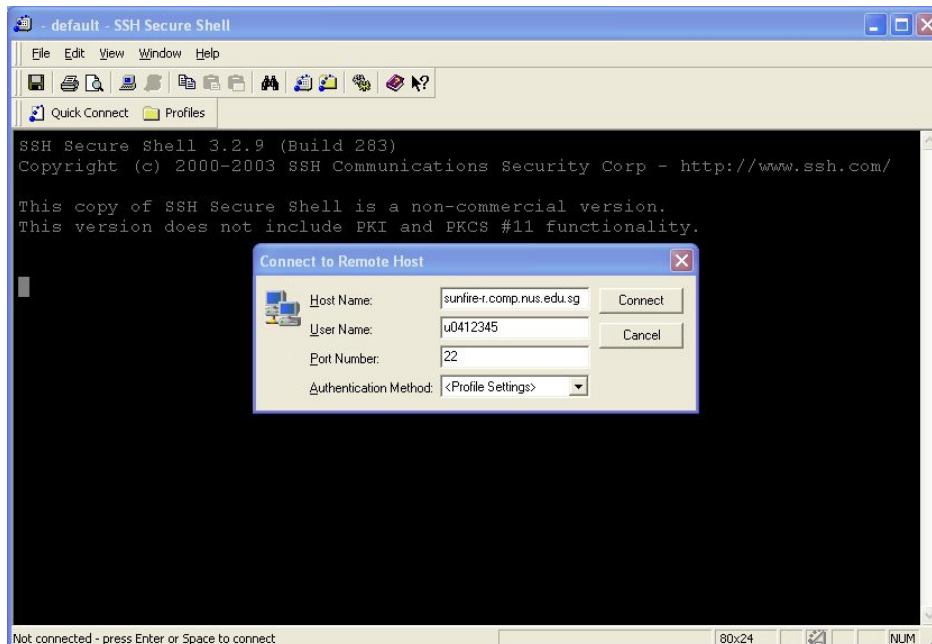 - default - SSH Secure Shell
File Edit View Window Help
Quick Connect Profiles
SSH Secure Shell 3.2.9 (Build 283)
Copyright (c) 2000-2003 SSH Communications Security Corp - http://www.ssh.com/
This copy of SSH Secure Shell is a non-commercial version.
This version does not include PKI and PKCS #11 functionality.
Connect to Remote Host
Host Name: sunfire-r.comp.nus.edu.sg Connect
User Name: u0412345 Cancel
Port Number: 22
Authentication Method: <Profile Settings>
Not connected - press Enter or Space to connect 80x24 NUM